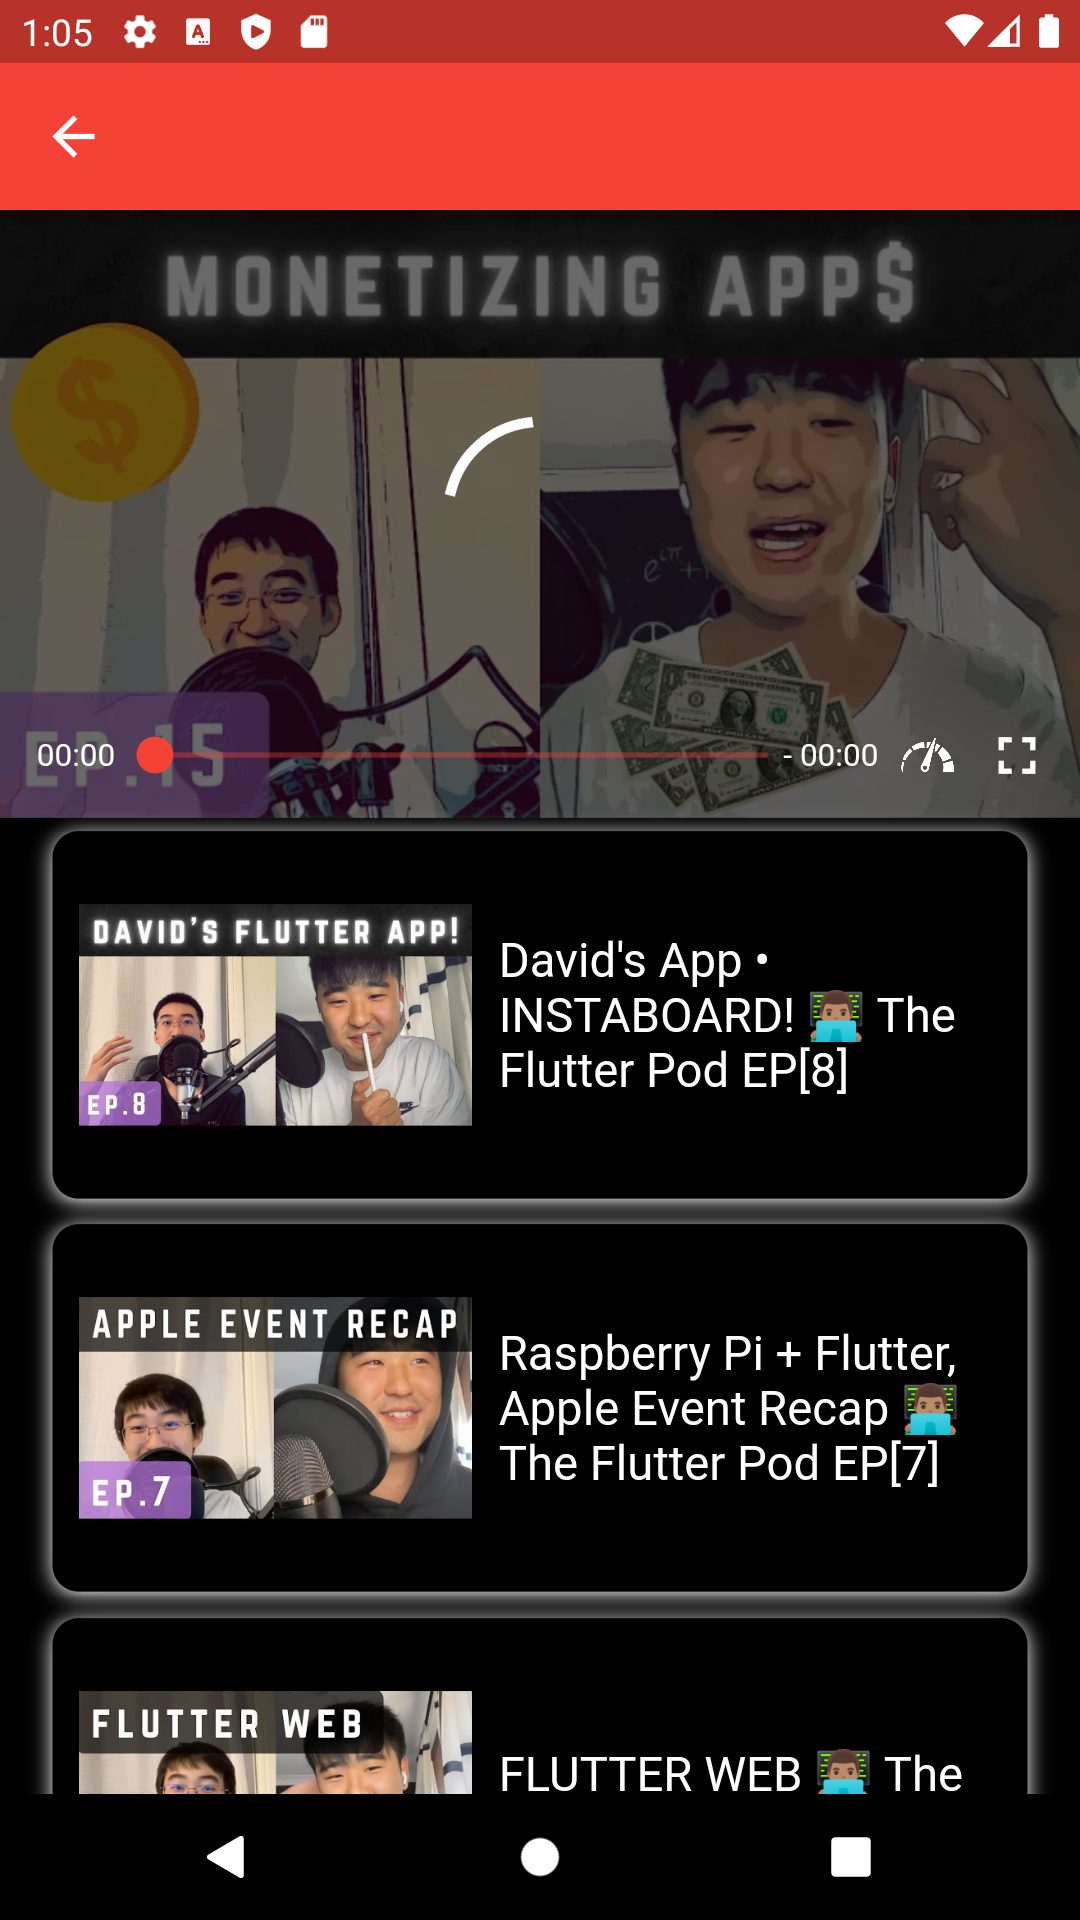 1:05
MONETIZING APP$
$
EP.15
00:00
- 00:00
DAVID'S FLUTTER APP!
EP.8
David's App •
INSTABOARD! 👨🏽‍💻 The
Flutter Pod EP[8]
APPLE EVENT RECAP
EP.7
Raspberry Pi + Flutter,
Apple Event Recap 👨🏽‍💻
The Flutter Pod EP[7]
FLUTTER WEB
FLUTTER WEB 👨🏽‍💻 The